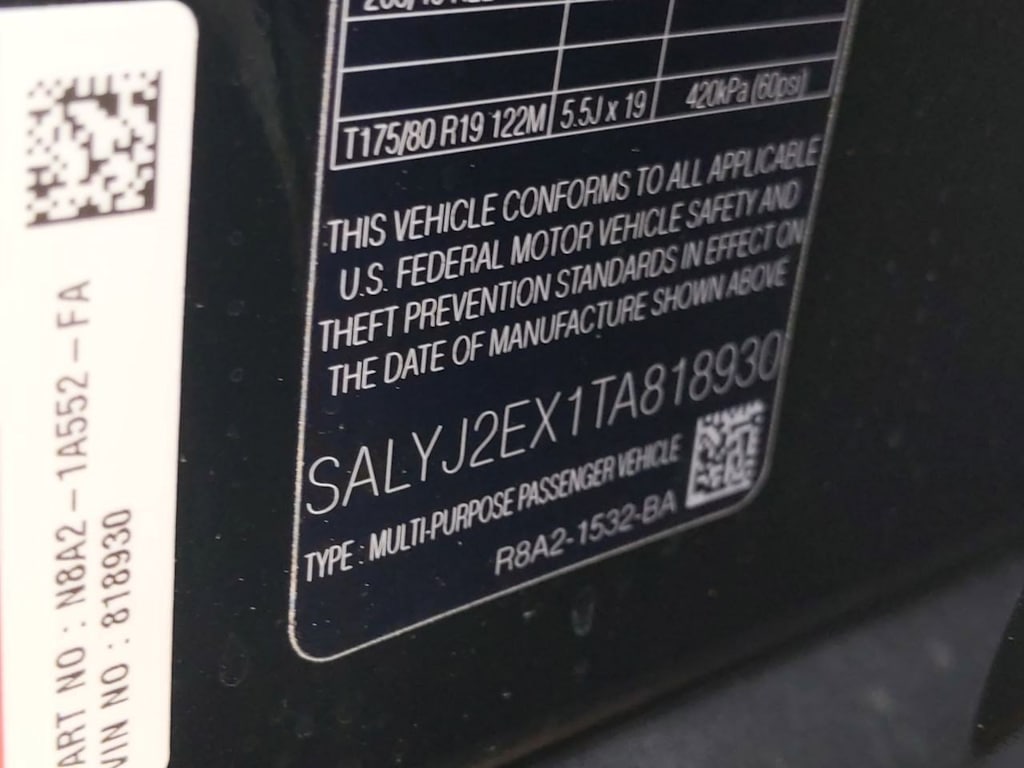 T175/80 R19 122M 5.5J x 19 420kPa (60psi)
THIS VEHICLE CONFORMS TO ALL APPLICABLE
U.S. FEDERAL MOTOR VEHICLE SAFETY AND
THEFT PREVENTION STANDARDS IN EFFECT ON
THE DATE OF MANUFACTURE SHOWN ABOVE
SALYJ2EX1TA818930
TYPE : MULTI-PURPOSE PASSENGER VEHICLE
R8A2-1532-BA
ART NO : N8A2-1A552-FA
VIN NO : 818930